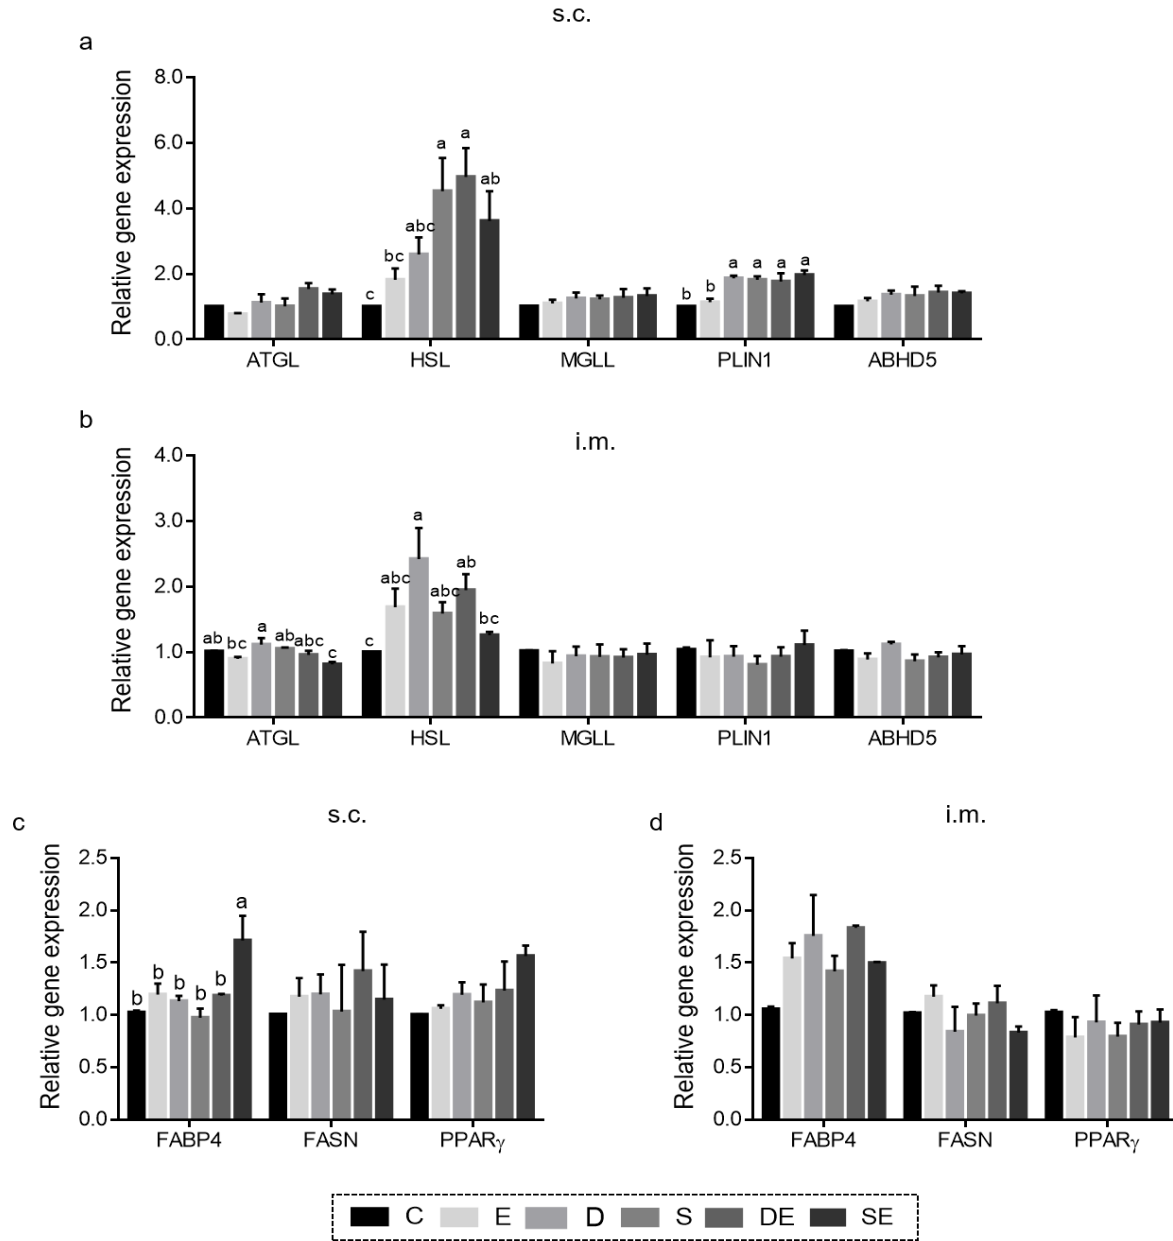 s.c.
a
Relative gene expression
8.0
6.0
4.0
2.0
0.0
c bc abc a a ab
b b a a a a
ATGL HSL MGLL PLIN1 ABHD5
b
i.m.
Relative gene expression
4.0
3.0
2.0
1.0
0.0
ab bc a ab abc c
c abc a abc ab bc
ATGL HSL MGLL PLIN1 ABHD5
c
s.c.
Relative gene expression
2.5
2.0
1.5
1.0
0.5
0.0
b b b b b a
FABP4 FASN PPARγ
d
i.m.
Relative gene expression
2.5
2.0
1.5
1.0
0.5
0.0
FABP4 FASN PPARγ
C E D S DE SE